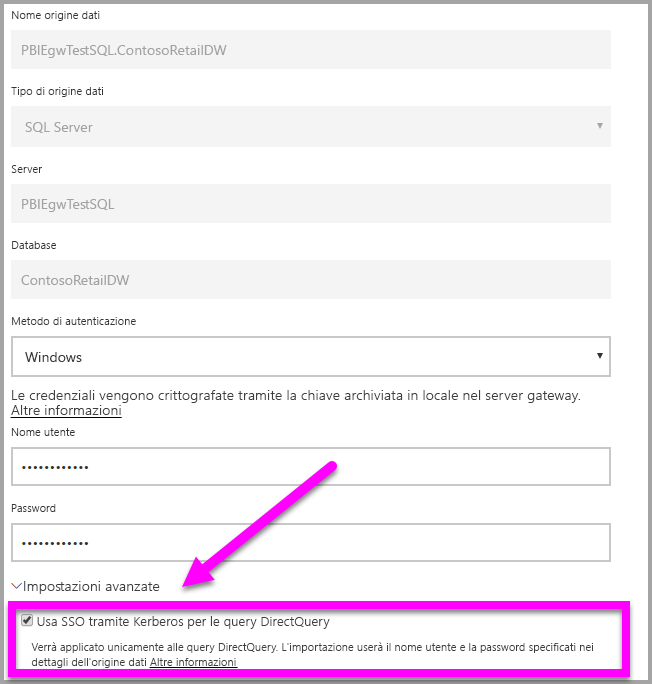 Nome origine dati
PBIEgwTestSQL.ContosoRetailDW
Tipo di origine dati
SQL Server
Server
PBIEgwTestSQL
Database
ContosoRetailDW
Metodo di autenticazione
Windows
Le credenziali vengono crittografate tramite la chiave archiviata in locale nel server gateway.
Altre informazioni
Nome utente
••••••••••••
Password
••••••••••••
Impostazioni avanzate
Usa SSO tramite Kerberos per le query DirectQuery
Verrà applicato unicamente alle query DirectQuery. L'importazione userà il nome utente e la password specificati nei
dettagli dell'origine dati Altre informazioni